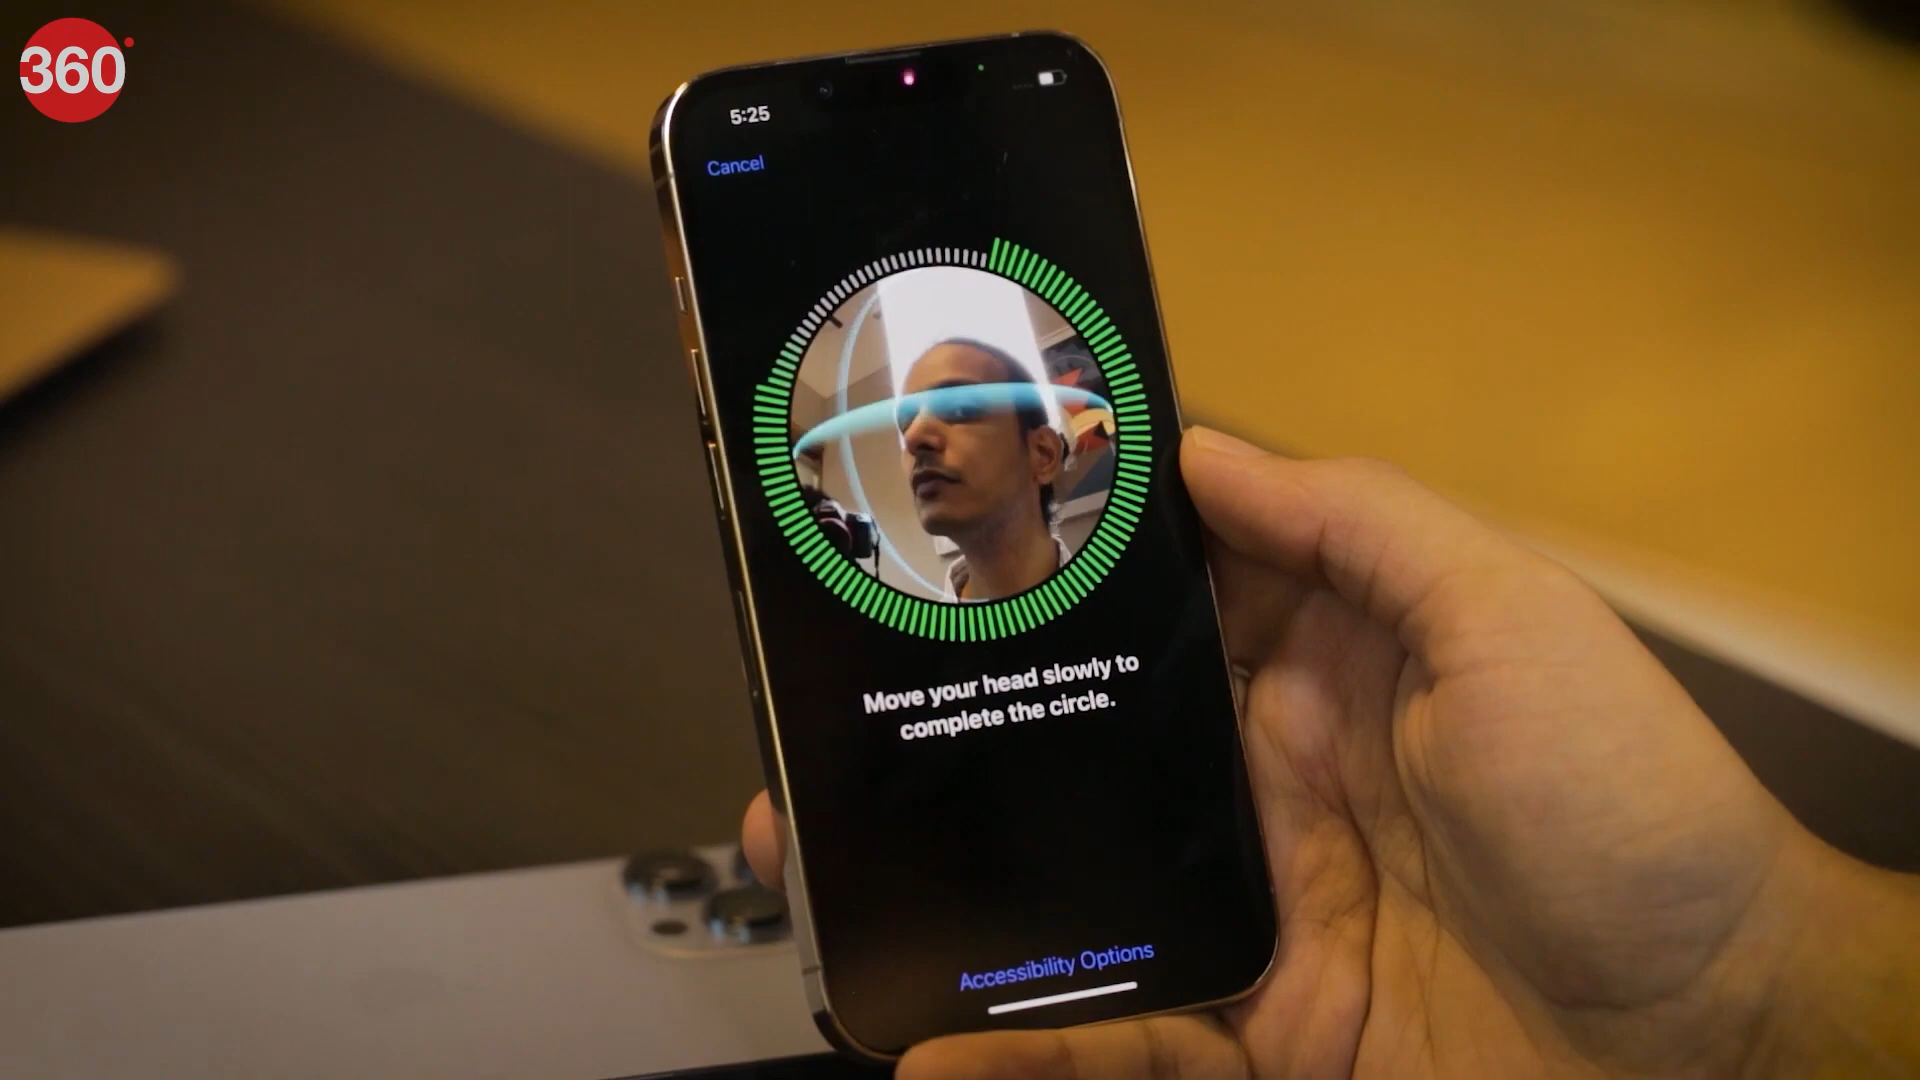 360
5:25
Cancel
Move your head slowly to
complete the circle.
Accessibility Options